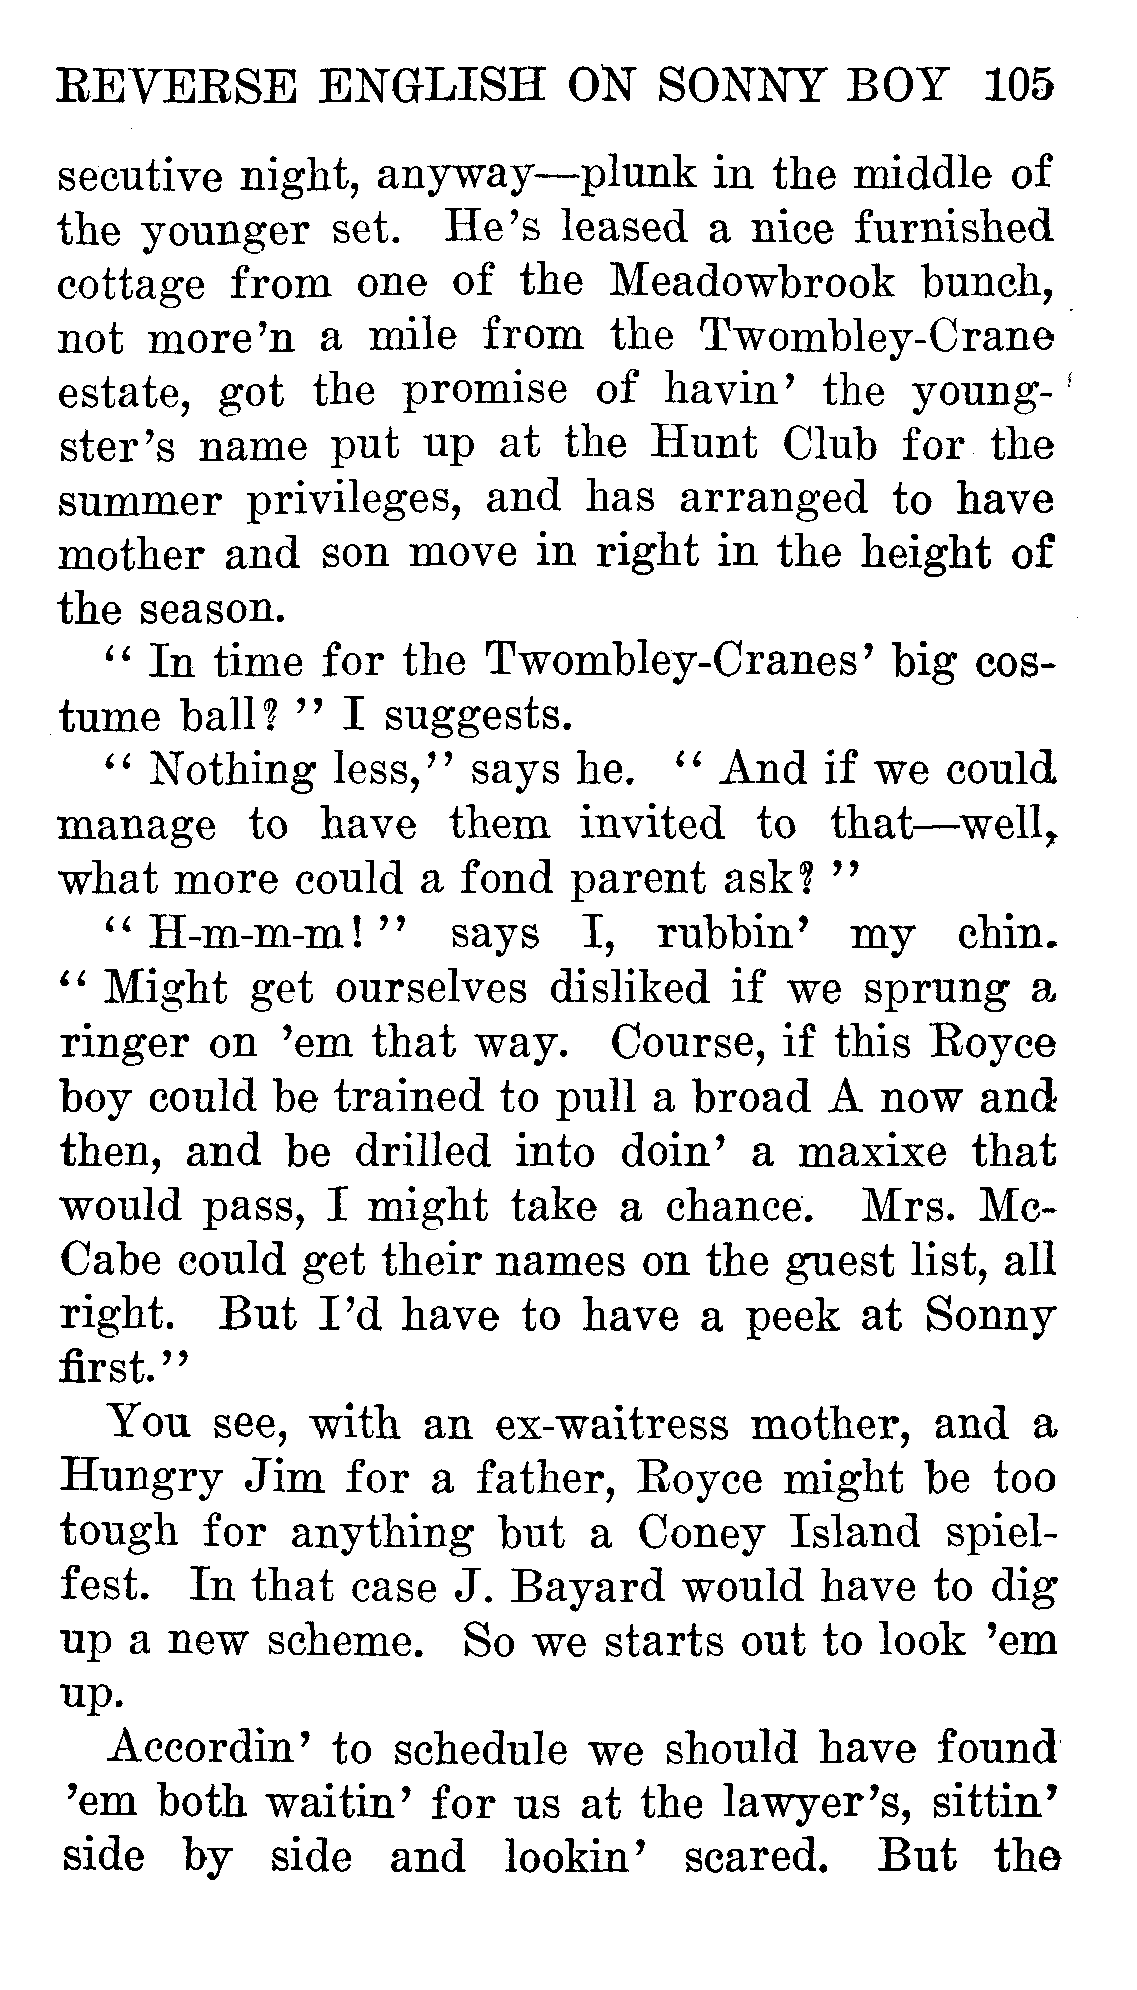 REVERSE ENGLISH ON SONNY BOY 105
secutive night, anyway—plunk in the middle of
the younger set. He's leased a nice furnished
cottage from one of the Meadowbrook bunch,
not more'n a mile from the Twombley-Crane
estate, got the promise of havin' the young-
ster's name put up at the Hunt Club for the
summer privileges, and has arranged to have
mother and son move in right in the height of
the season.
"In time for the Twombley-Cranes' big cos-
tume ball?" I suggests.
"Nothing less," says he. "And if we could
manage to have them invited to that—well,
what more could a fond parent ask?"
"H-m-m-m!" says I, rubbin' my chin.
"Might get ourselves disliked if we sprung a
ringer on 'em that way. Course, if this Royce
boy could be trained to pull a broad A now and
then, and be drilled into doin' a maxixe that
would pass, I might take a chance. Mrs. Mc-
Cabe could get their names on the guest list, all
right. But I'd have to have a peek at Sonny
first."
You see, with an ex-waitress mother, and a
Hungry Jim for a father, Royce might be too
tough for anything but a Coney Island spiel-
fest. In that case J. Bayard would have to dig
up a new scheme. So we starts out to look 'em
up.
Accordin' to schedule we should have found
'em both waitin' for us at the lawyer's, sittin'
side by side and lookin' scared. But the